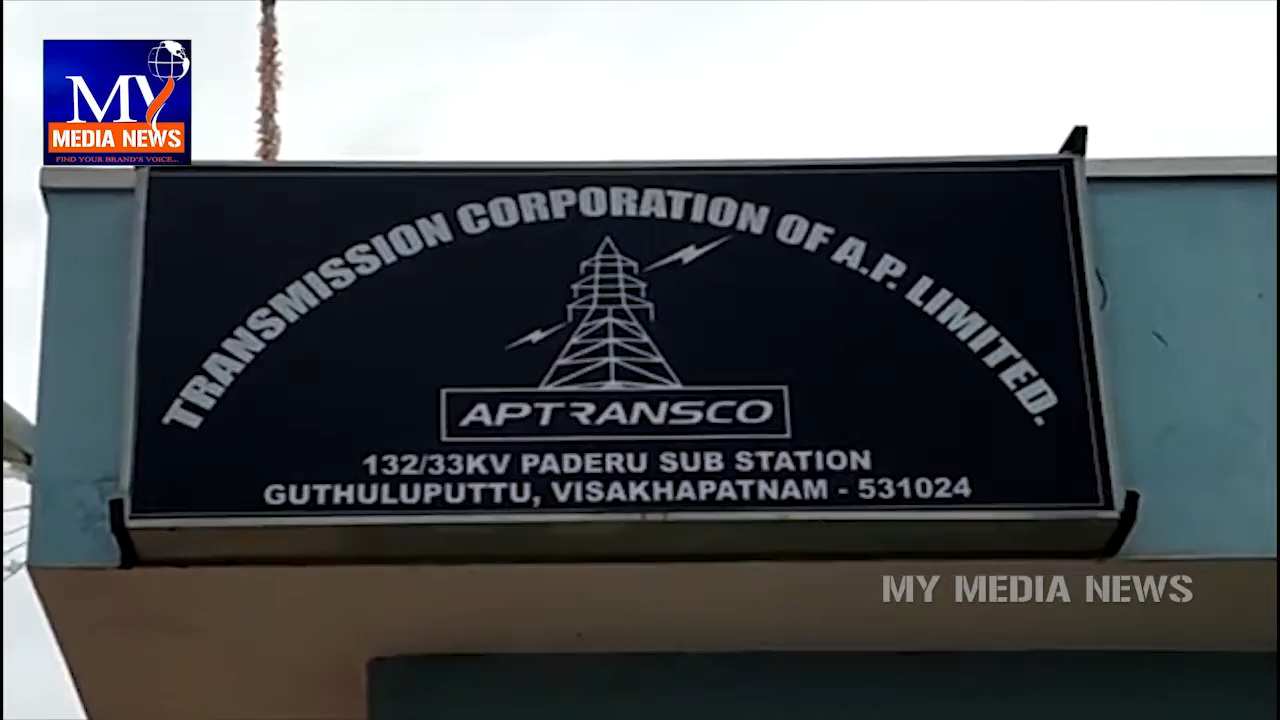 MY
MEDIA NEWS
FIND YOUR BRAND'S VOICE...
TRANSMISSION CORPORATION OF A.P. LIMITED.
APTRANSCO
132/33KV PADERU SUB STATION
GUTHULUPUTTU, VISAKHAPATNAM - 531024
MY MEDIA NEWS